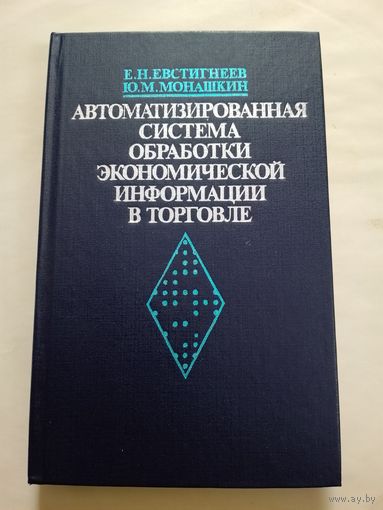 Е.Н.ЕВСТИГНЕЕВ
Ю.М.МОНАШКИН
АВТОМАТИЗИРОВАННАЯ
СИСТЕМА
ОБРАБОТКИ
ЭКОНОМИЧЕСКОЙ
ИНФОРМАЦИИ
В ТОРГОВЛЕ
www.ay.by